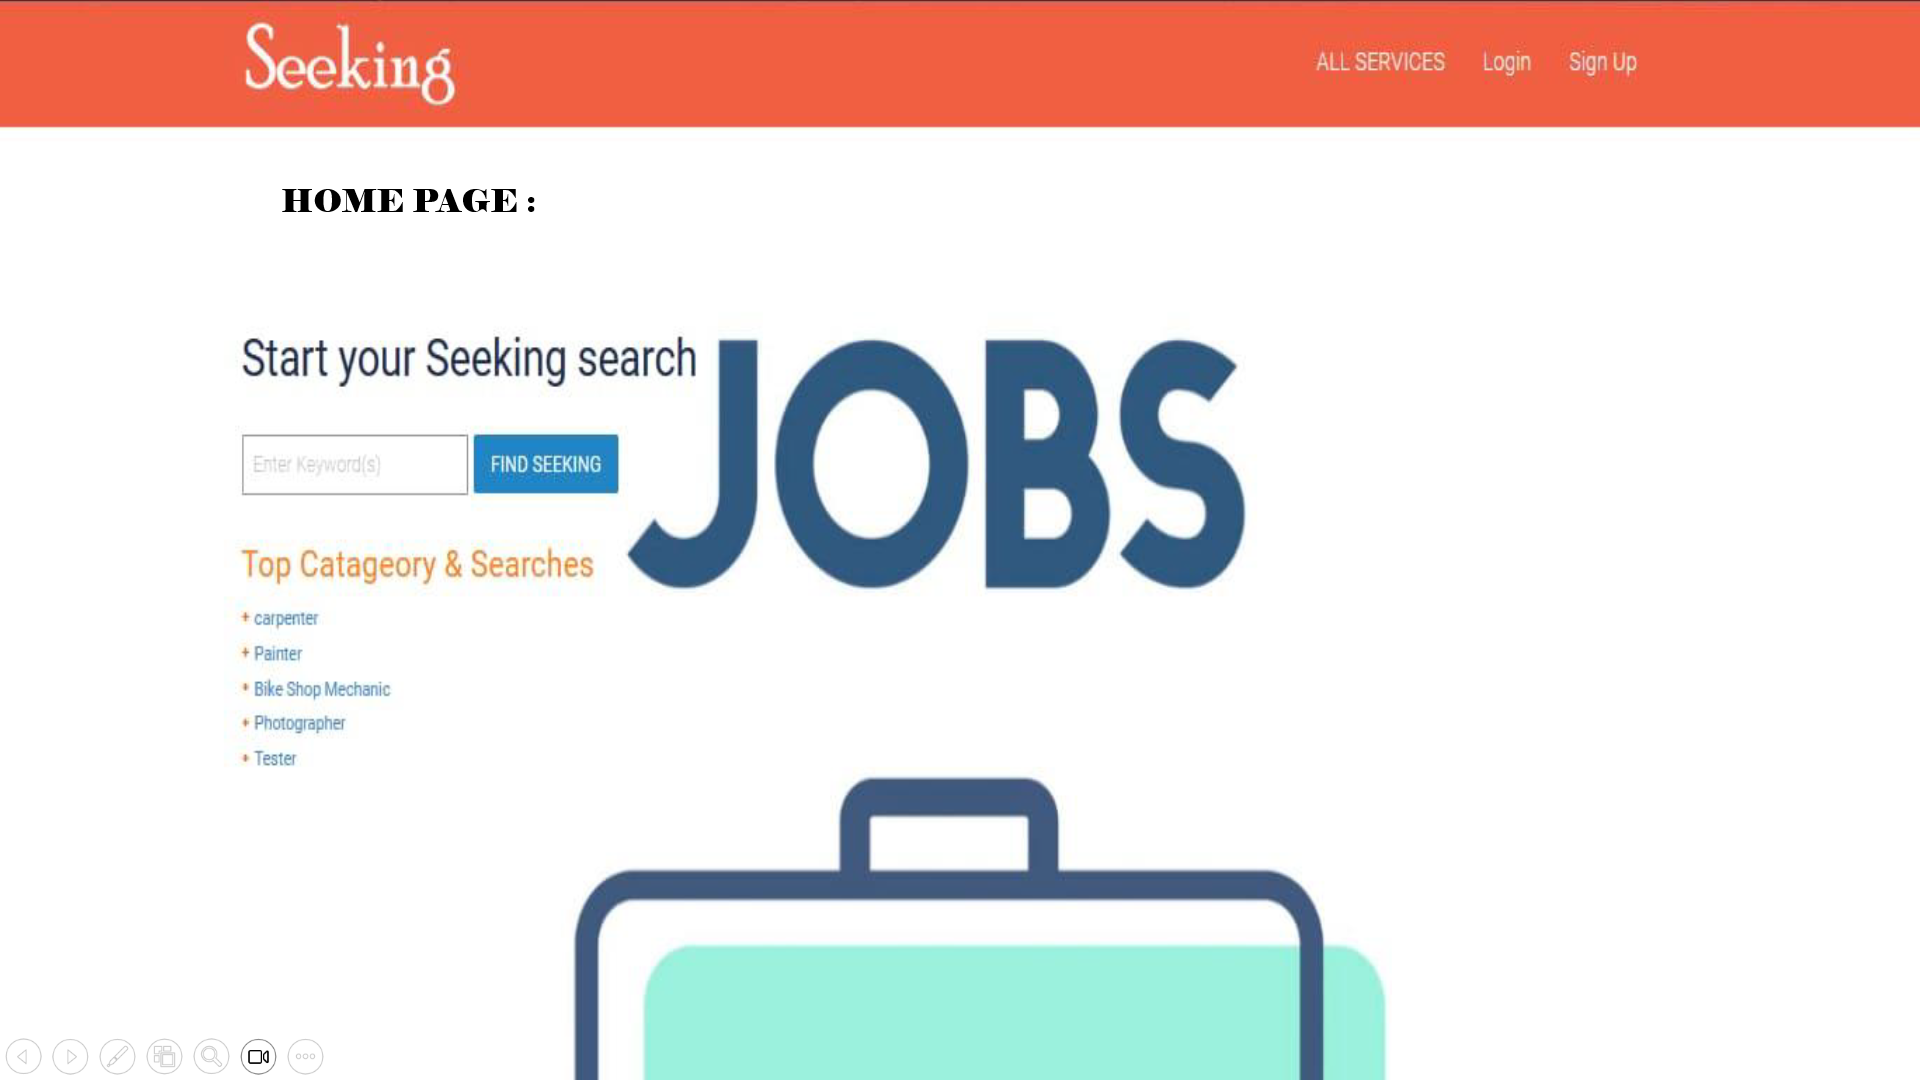 Seeking
ALL SERVICES Login Sign Up
HOME PAGE :
Start your Seeking search
JOBS
Enter Keyword(s) FIND SEEKING
Top Catageory & Searches
+ carpenter
+ Painter
+ Bike Shop Mechanic
+ Photographer
+ Tester